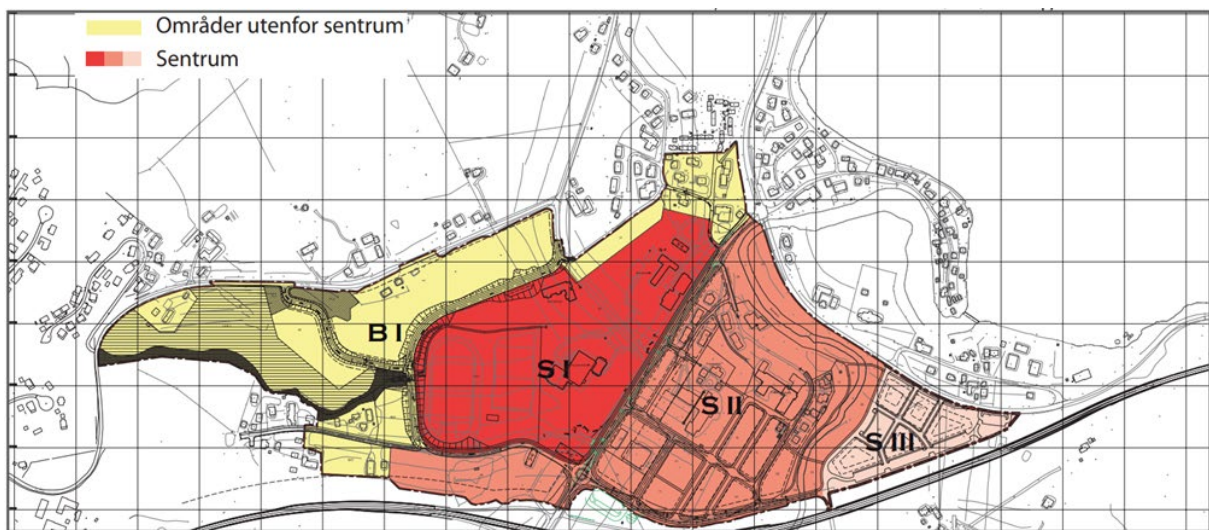 Områder utenfor sentrum
Sentrum
B I
S I
S II
S III